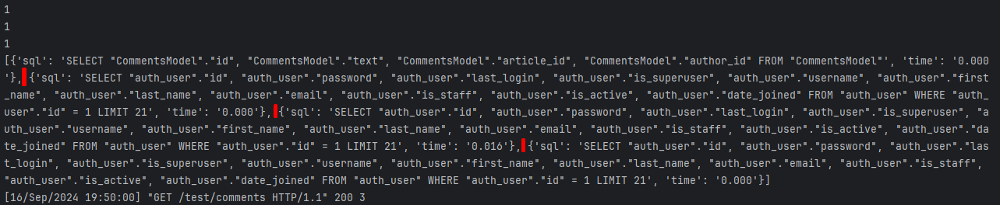 1
1
1
[{'sql': 'SELECT "CommentsModel"."id", "CommentsModel"."text", "CommentsModel"."article_id", "CommentsModel"."author_id" FROM "CommentsModel"', 'time': '0.000
'}, {'sql': 'SELECT "auth_user"."id", "auth_user"."password", "auth_user"."last_login", "auth_user"."is_superuser", "auth_user"."username", "auth_user"."first
_name", "auth_user"."last_name", "auth_user"."email", "auth_user"."is_staff", "auth_user"."is_active", "auth_user"."date_joined" FROM "auth_user" WHERE "auth_
user"."id" = 1 LIMIT 21', 'time': '0.000'}, {'sql': 'SELECT "auth_user"."id", "auth_user"."password", "auth_user"."last_login", "auth_user"."is_superuser", "a
uth_user"."username", "auth_user"."first_name", "auth_user"."last_name", "auth_user"."email", "auth_user"."is_staff", "auth_user"."is_active", "auth_user"."da
te_joined" FROM "auth_user" WHERE "auth_user"."id" = 1 LIMIT 21', 'time': '0.016'}, {'sql': 'SELECT "auth_user"."id", "auth_user"."password", "auth_user"."las
t_login", "auth_user"."is_superuser", "auth_user"."username", "auth_user"."first_name", "auth_user"."last_name", "auth_user"."email", "auth_user"."is_staff",
"auth_user"."is_active", "auth_user"."date_joined" FROM "auth_user" WHERE "auth_user"."id" = 1 LIMIT 21', 'time': '0.000'}]
[16/Sep/2024 19:50:00] "GET /test/comments HTTP/1.1" 200 3